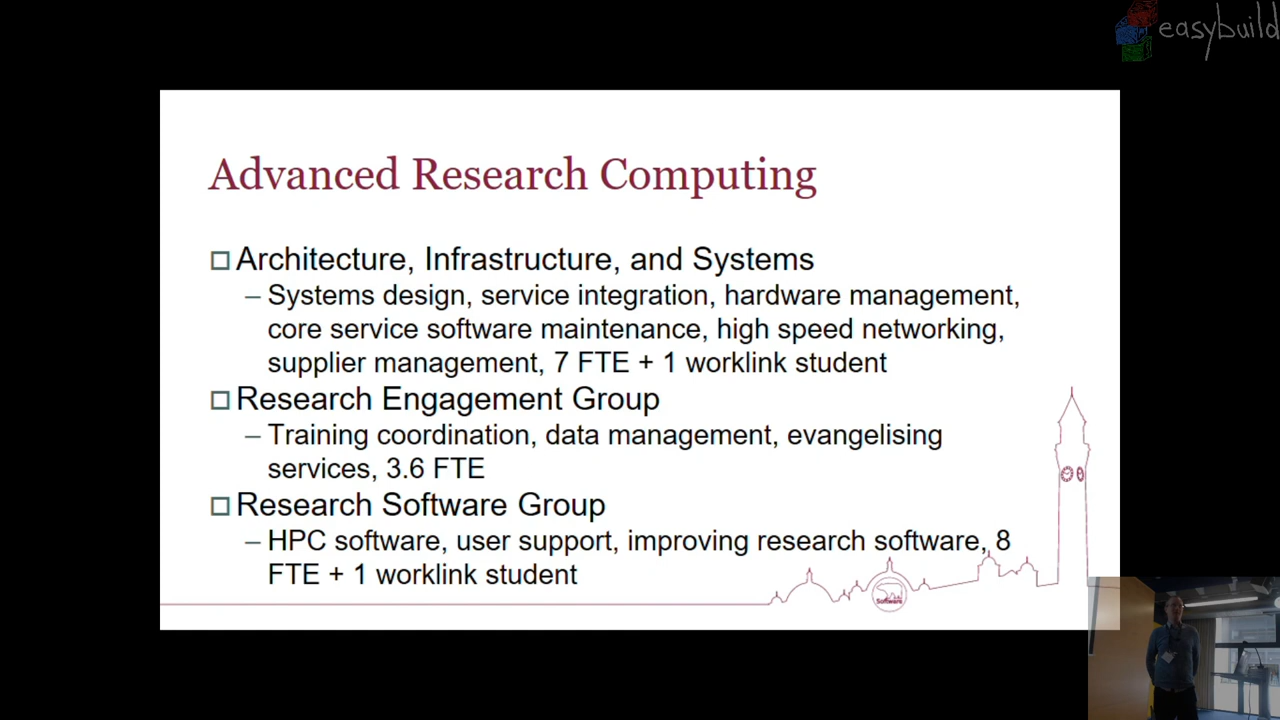 easybuild
Advanced Research Computing
Architecture, Infrastructure, and Systems
– Systems design, service integration, hardware management,
core service software maintenance, high speed networking,
supplier management, 7 FTE + 1 worklink student
Research Engagement Group
– Training coordination, data management, evangelising
services, 3.6 FTE
Research Software Group
– HPC software, user support, improving research software, 8
FTE + 1 worklink student
Software